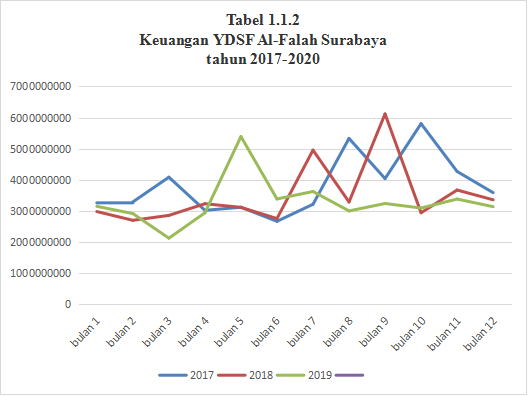 Tabel 1.1.2
Keuangan YDSF Al-Falah Surabaya
tahun 2017-2020
7000000000
6000000000
5000000000
4000000000
3000000000
2000000000
1000000000
0
bulan 1 bulan 2 bulan 3 bulan 4 bulan 5 bulan 6 bulan 7 bulan 8 bulan 9 bulan 10 bulan 11 bulan 12
2017 2018 2019